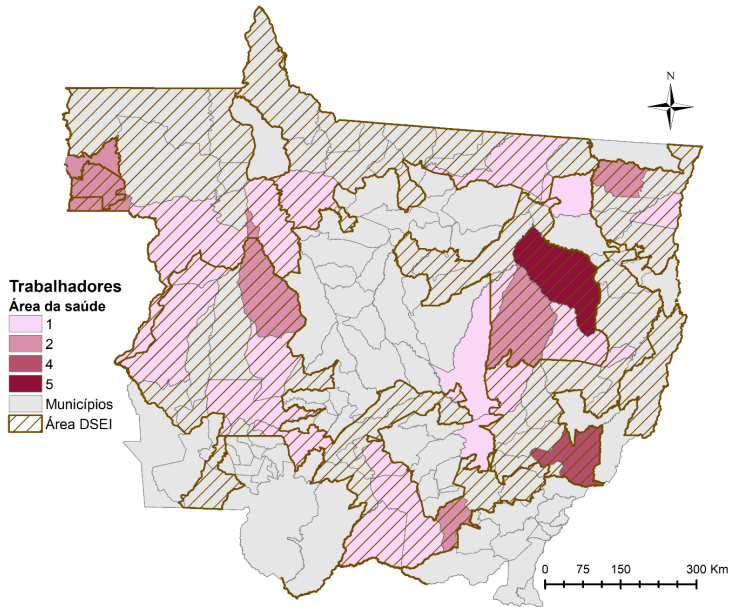 N
Trabalhadores
Área da saúde
1
2
4
5
Municípios
Área DSEI
0 75 150 300 Km